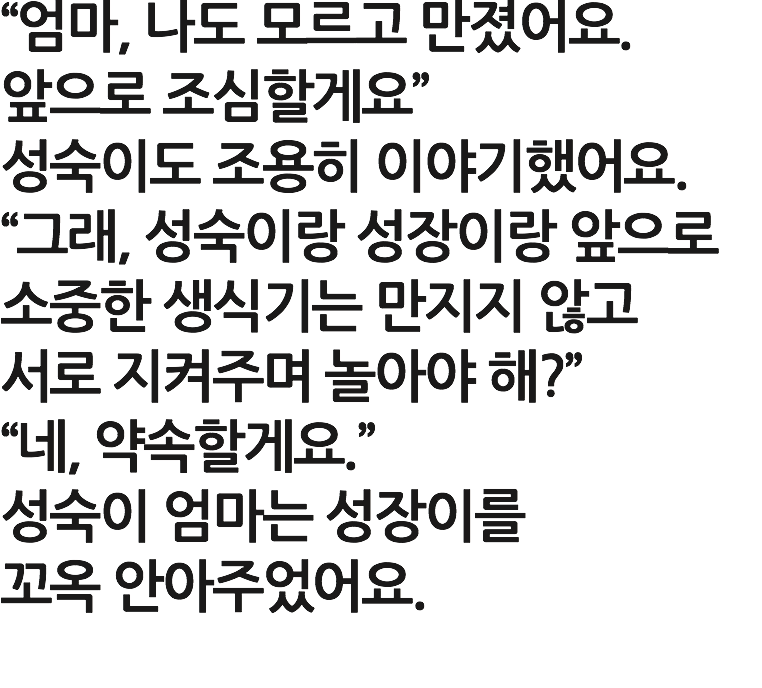 “엄마, 나도 모르고 만졌어요.
앞으로 조심할게요”
성숙이도 조용히 이야기했어요.
“그래, 성숙이랑 성장이랑 앞으로
소중한 생식기는 만지지 않고
서로 지켜주며 놀아야 해?”
“네, 약속할게요.”
성숙이 엄마는 성장이를
꼬옥 안아주었어요.